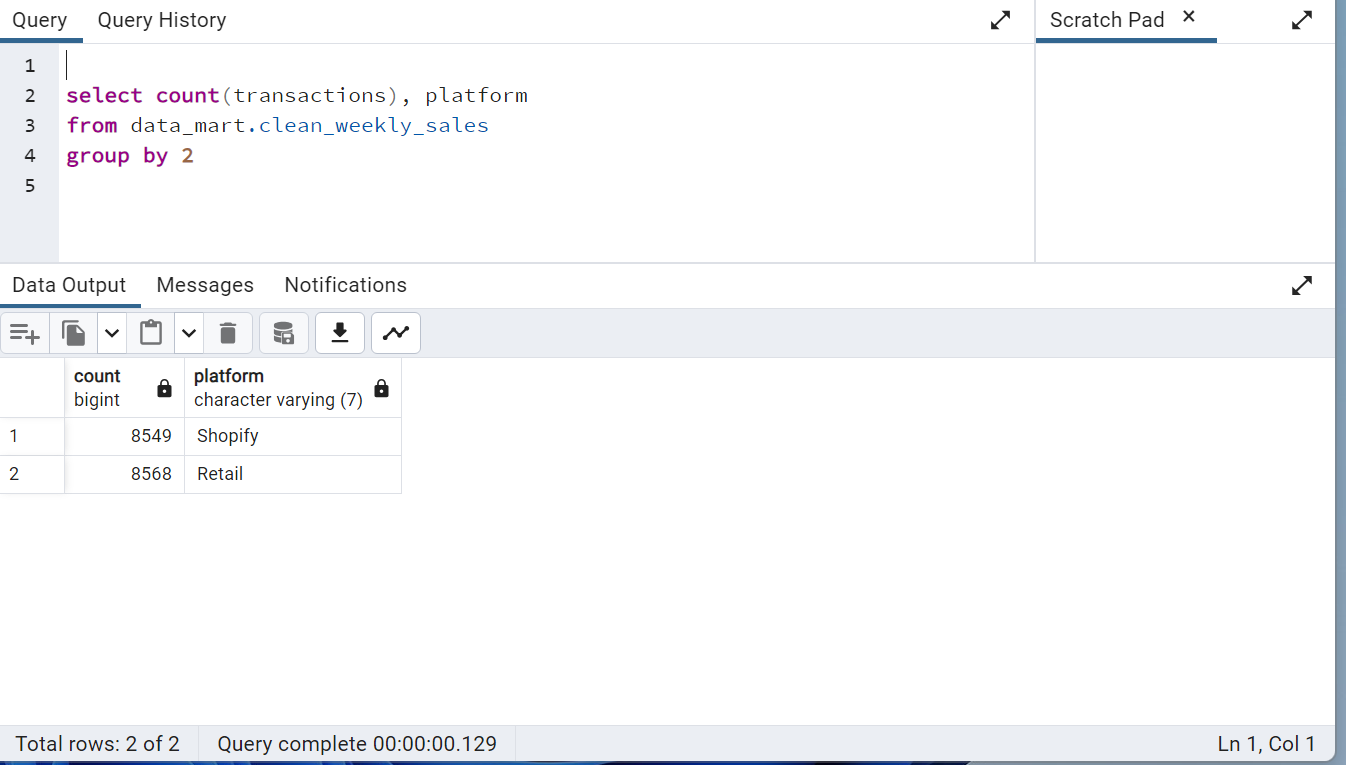 Query Query History Scratch Pad ×
1
2 select count(transactions), platform
3 from data_mart.clean_weekly_sales
4 group by 2
5
Data Output Messages Notifications
count platform
bigint character varying (7)
1 8549 Shopify
2 8568 Retail
Total rows: 2 of 2 Query complete 00:00:00.129 Ln 1, Col 1